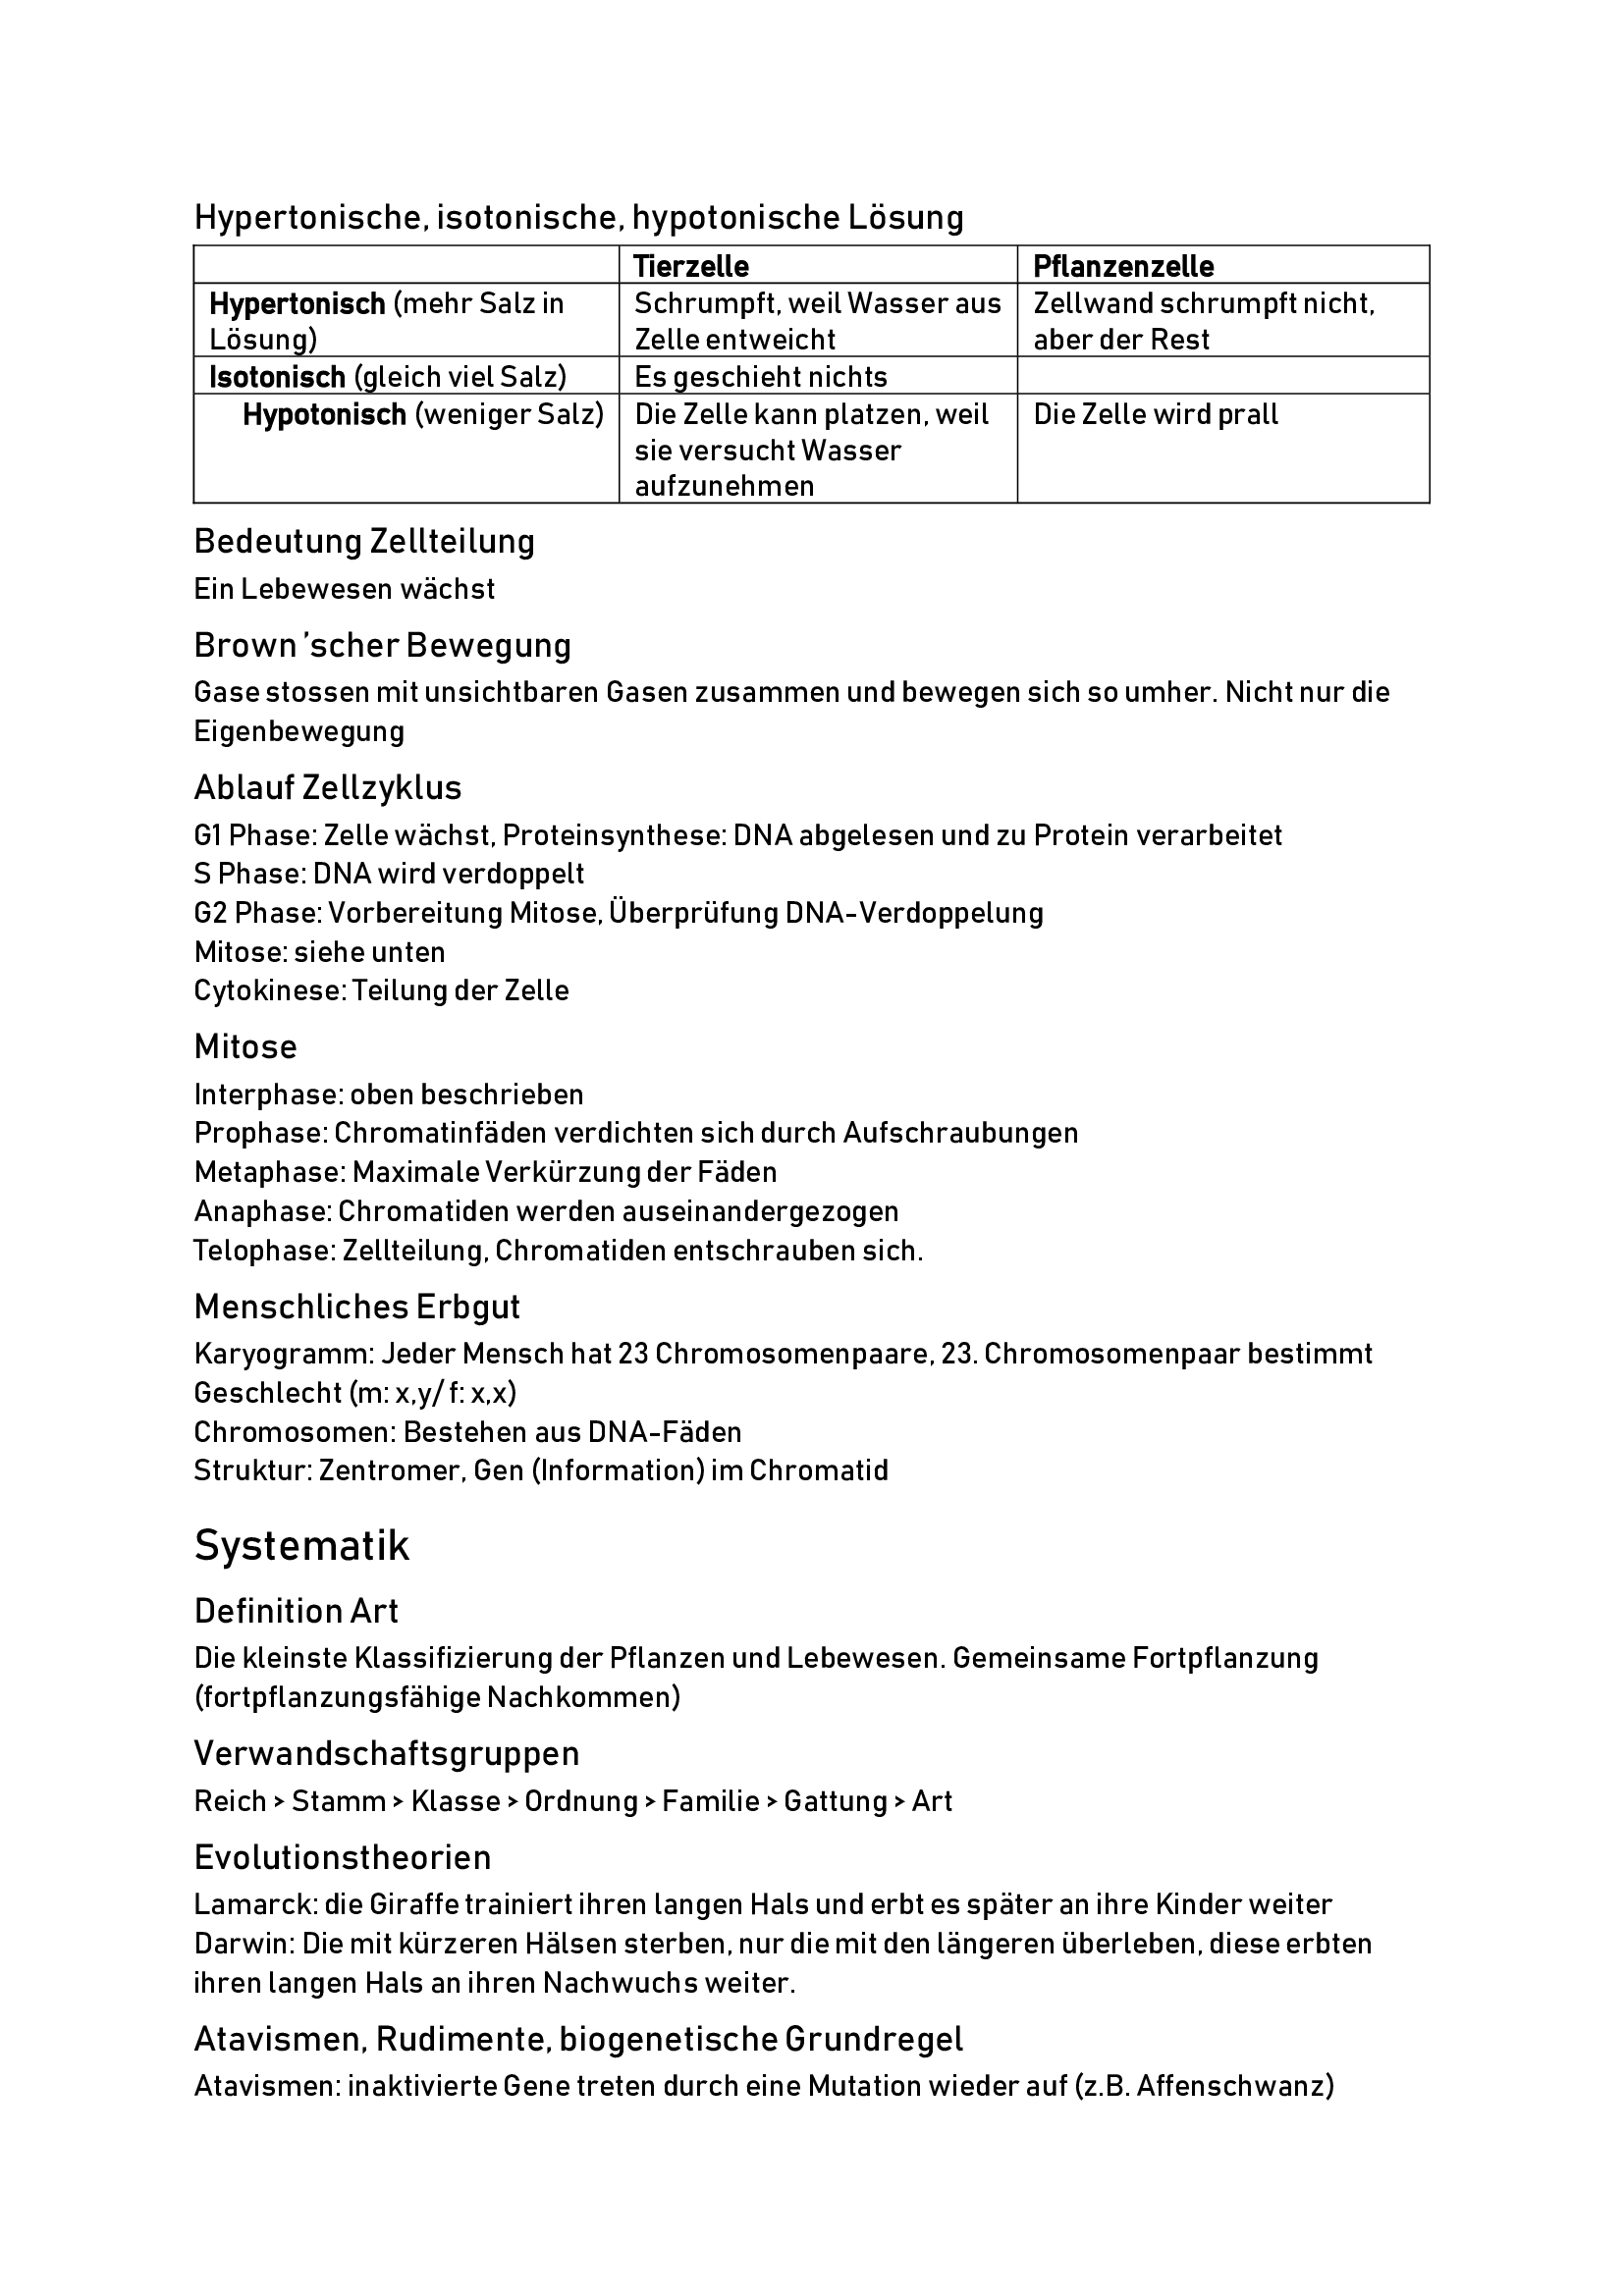 Hypertonische, isotonische, hypotonische Lösung
Tierzelle Pflanzenzelle
Hypertonisch (mehr Salz in
Lösung)
Schrumpft, weil Wasser aus
Zelle entweicht
Zellwand schrumpft nicht,
aber der Rest
Isotonisch (gleich viel Salz) Es geschieht nichts
Hypotonisch (weniger Salz)
Die Zelle kann platzen, weil
sie versucht Wasser
aufzunehmen
Die Zelle wird prall
Bedeutung Zellteilung
Ein Lebewesen wächst
Brown’scher Bewegung
Gase stossen mit unsichtbaren Gasen zusammen und bewegen sich so umher. Nicht nur die
Eigenbewegung
Ablauf Zellzyklus
G1 Phase: Zelle wächst, Proteinsynthese: DNA abgelesen und zu Protein verarbeitet
S Phase: DNA wird verdoppelt
G2 Phase: Vorbereitung Mitose, Überprüfung DNA-Verdoppelung
Mitose: siehe unten
Cytokinese: Teilung der Zelle
Mitose
Interphase: oben beschrieben
Prophase: Chromatinfäden verdichten sich durch Aufschraubungen
Metaphase: Maximale Verkürzung der Fäden
Anaphase: Chromatiden werden auseinandergezogen
Telophase: Zellteilung, Chromatiden entschrauben sich.
Menschliches Erbgut
Karyogramm: Jeder Mensch hat 23 Chromosomenpaare, 23. Chromosomenpaar bestimmt
Geschlecht (m: x,y/ f: x,x)
Chromosomen: Bestehen aus DNA-Fäden
Struktur: Zentromer, Gen (Information) im Chromatid
Systematik
Definition Art
Die kleinste Klassifizierung der Pflanzen und Lebewesen. Gemeinsame Fortpflanzung
(fortpflanzungsfähige Nachkommen)
Verwandschaftsgruppen
Reich > Stamm > Klasse > Ordnung > Familie > Gattung > Art
Evolutionstheorien
Lamarck: die Giraffe trainiert ihren langen Hals und erbt es später an ihre Kinder weiter
Darwin: Die mit kürzeren Hälsen sterben, nur die mit den längeren überleben, diese erbten
ihren langen Hals an ihren Nachwuchs weiter.
Atavismen, Rudimente, biogenetische Grundregel
Atavismen: inaktivierte Gene treten durch eine Mutation wieder auf (z.B. Affenschwanz)